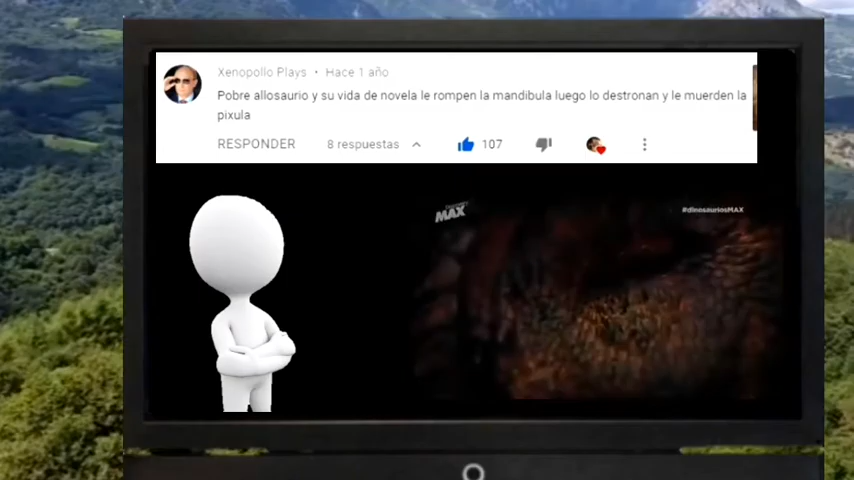 Xenopollo Plays • Hace 1 año
Pobre allosaurio y su vida de novela le rompen la mandibula luego lo destronan y le muerden la
pixula
RESPONDER 8 respuestas 107
Discovery
MAX
#dinosauriosMAX